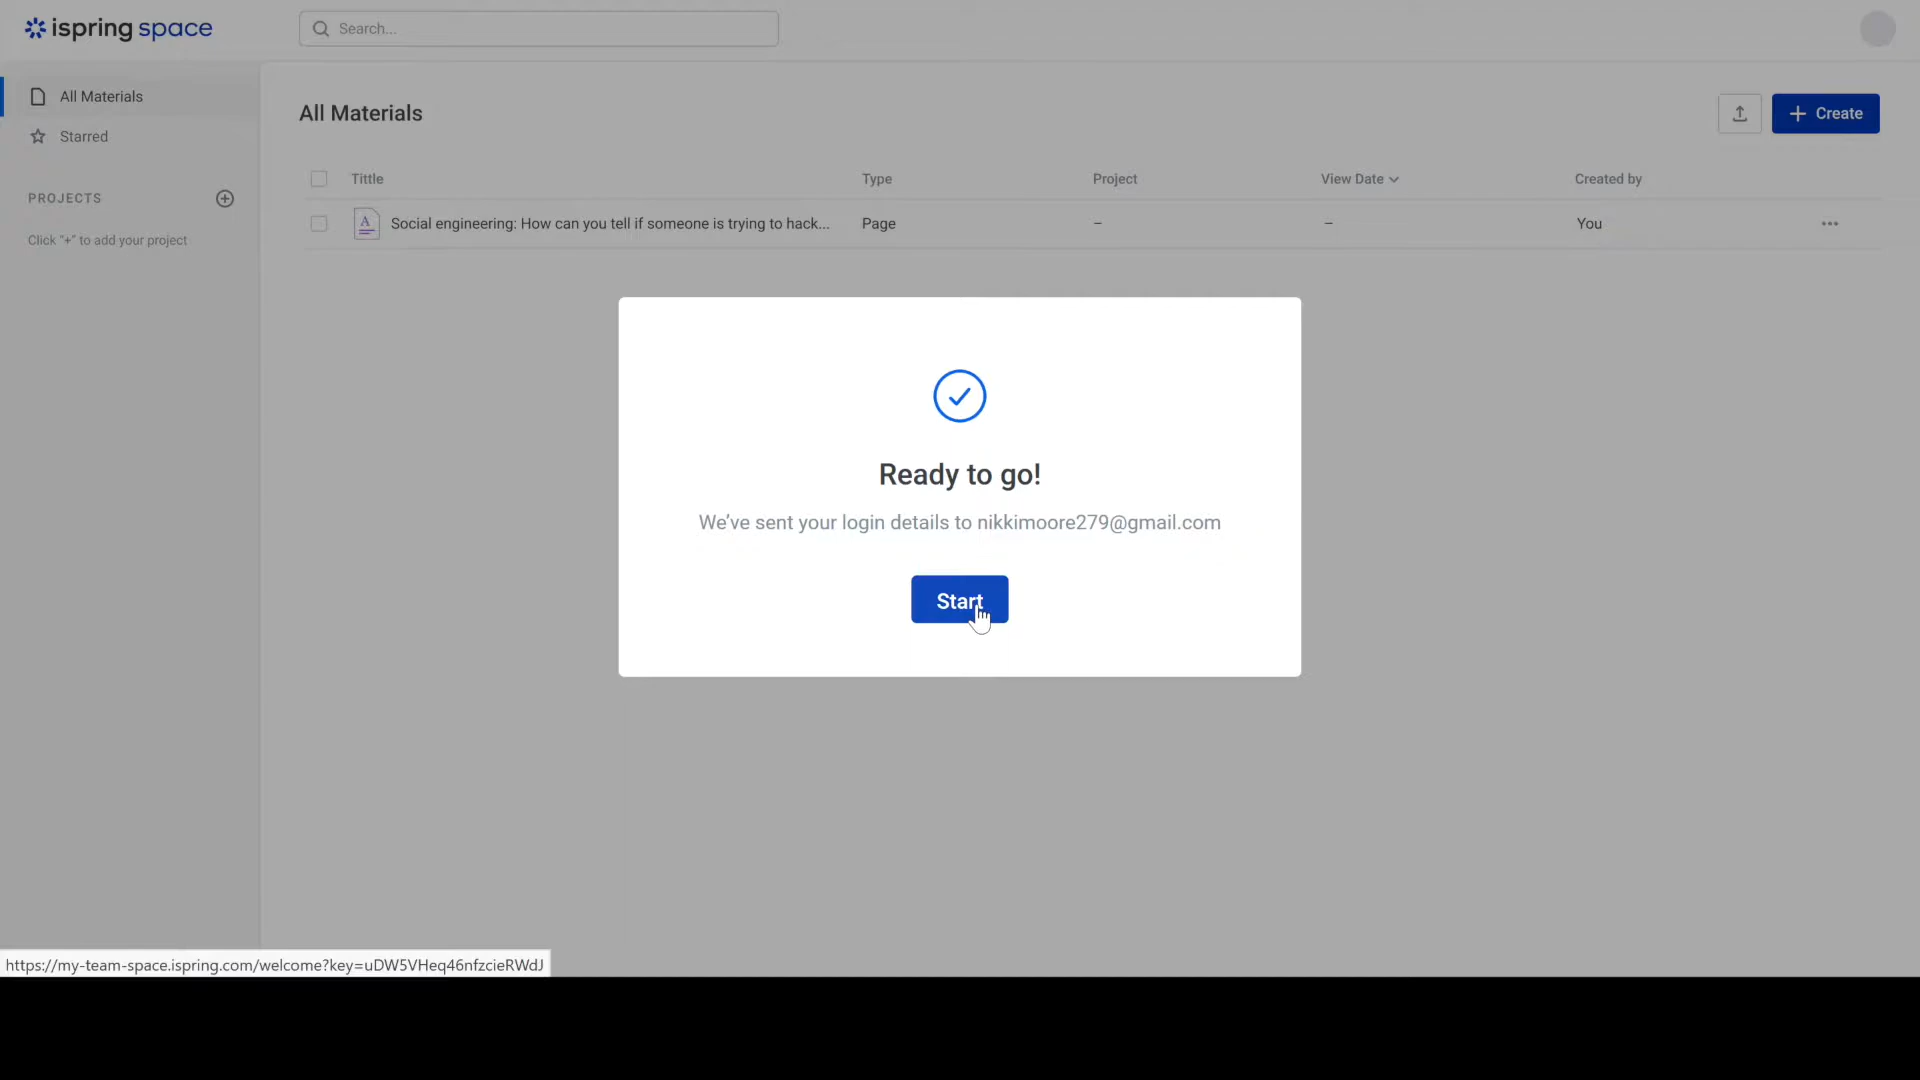 ispring space
Search...
All Materials
Starred
PROJECTS
Click "+" to add your project
All Materials
Create
Tittle Type Project View Date Created by
A Social engineering: How can you tell if someone is trying to hack... Page – – You
Ready to go!
We've sent your login details to nikkimoore279@gmail.com
Start
https://my-team-space.ispring.com/welcome?key=uDW5VHeq46nfzcieRWdJ